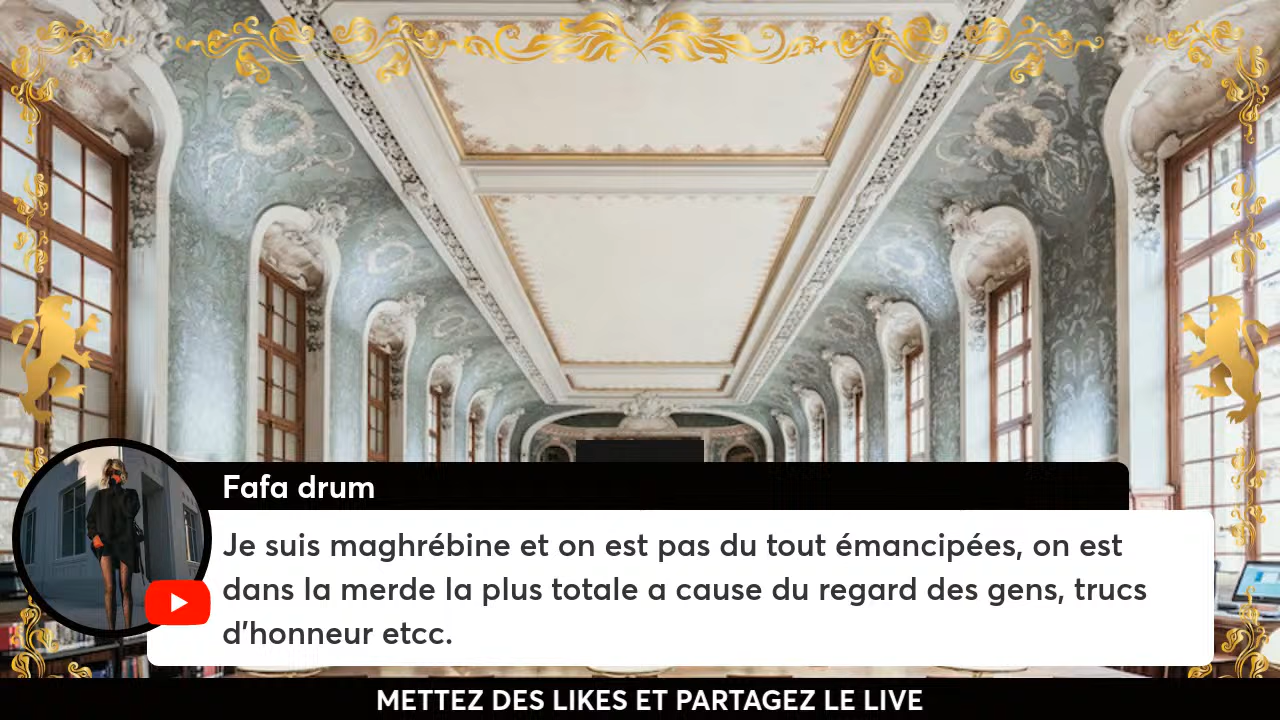 Fafa drum
Je suis maghrébine et on est pas du tout émancipées, on est
dans la merde la plus totale a cause du regard des gens, trucs
d'honneur etcc.
METTEZ DES LIKES ET PARTAGEZ LE LIVE